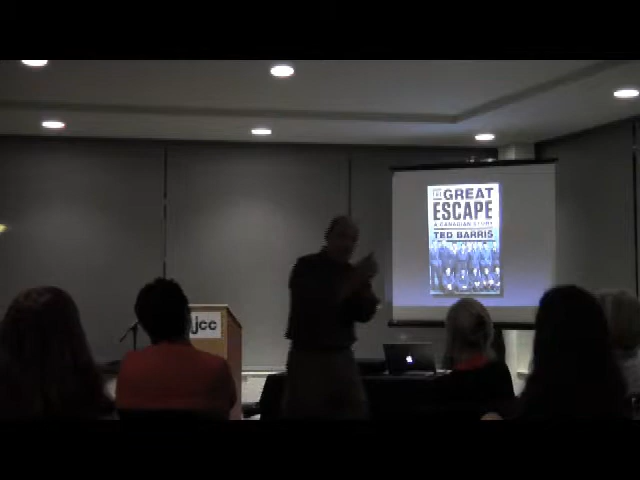 THE
GREAT
ESCAPE
A CANADIAN STORY
TED BARRIS
jcc